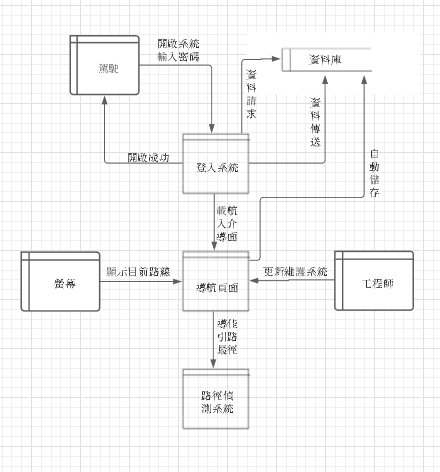 開啟系統
輸入密碼
駕駛
資料庫
資
料
請
求
資
料
傳
送
開啟成功
登入系統
自
動
儲
存
載航
入介
導面
顯示目前路線
更新維護系統
螢幕
導航頁面
工程師
導佳
引路
最徑
路徑偵
測系統